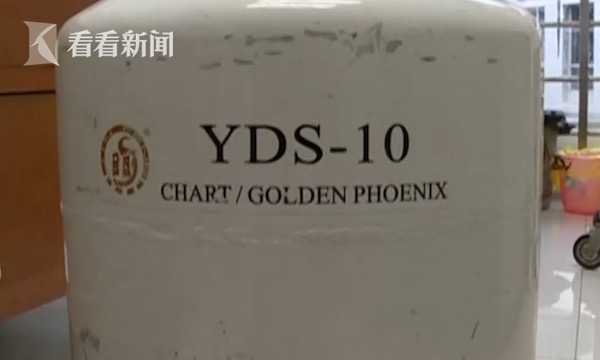 看看新闻
YDS-10
CHART / GOLDEN PHOENIX